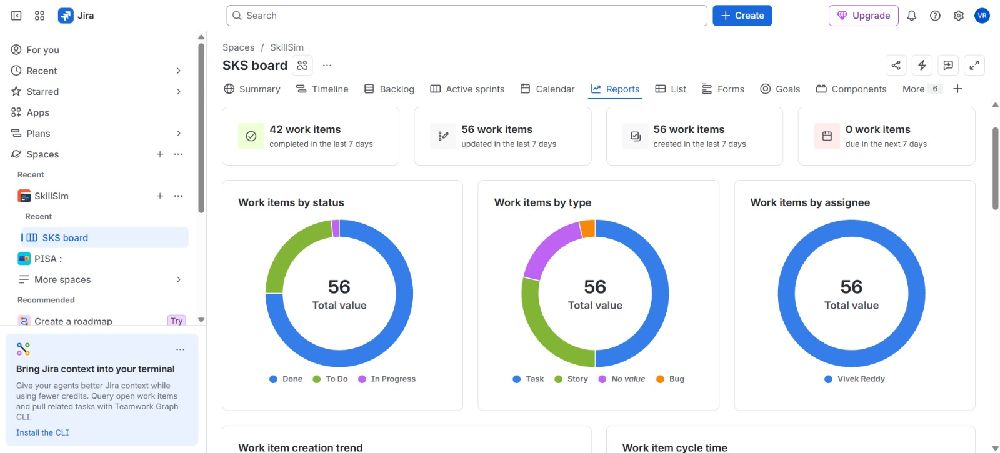 Jira
Search
Create
Upgrade
VR
For you
Recent
Starred
Apps
Plans
Spaces
Recent
SkillSim
Recent
SKS board
PISA :
More spaces
Recommended
Create a roadmap
Try
Bring Jira context into your terminal
Give your agents better Jira context while
using fewer credits. Query open work items
and pull related tasks with Teamwork Graph
CLI.
Install the CLI
Spaces / SkillSim
SKS board
Summary
Timeline
Backlog
Active sprints
Calendar
Reports
List
Forms
Goals
Components
More 6
42 work items
completed in the last 7 days
56 work items
updated in the last 7 days
56 work items
created in the last 7 days
0 work items
due in the next 7 days
Work items by status
56
Total value
Done
To Do
In Progress
Work items by type
56
Total value
Task
Story
No value
Bug
Work items by assignee
56
Total value
Vivek Reddy
Work item creation trend
Work item cycle time